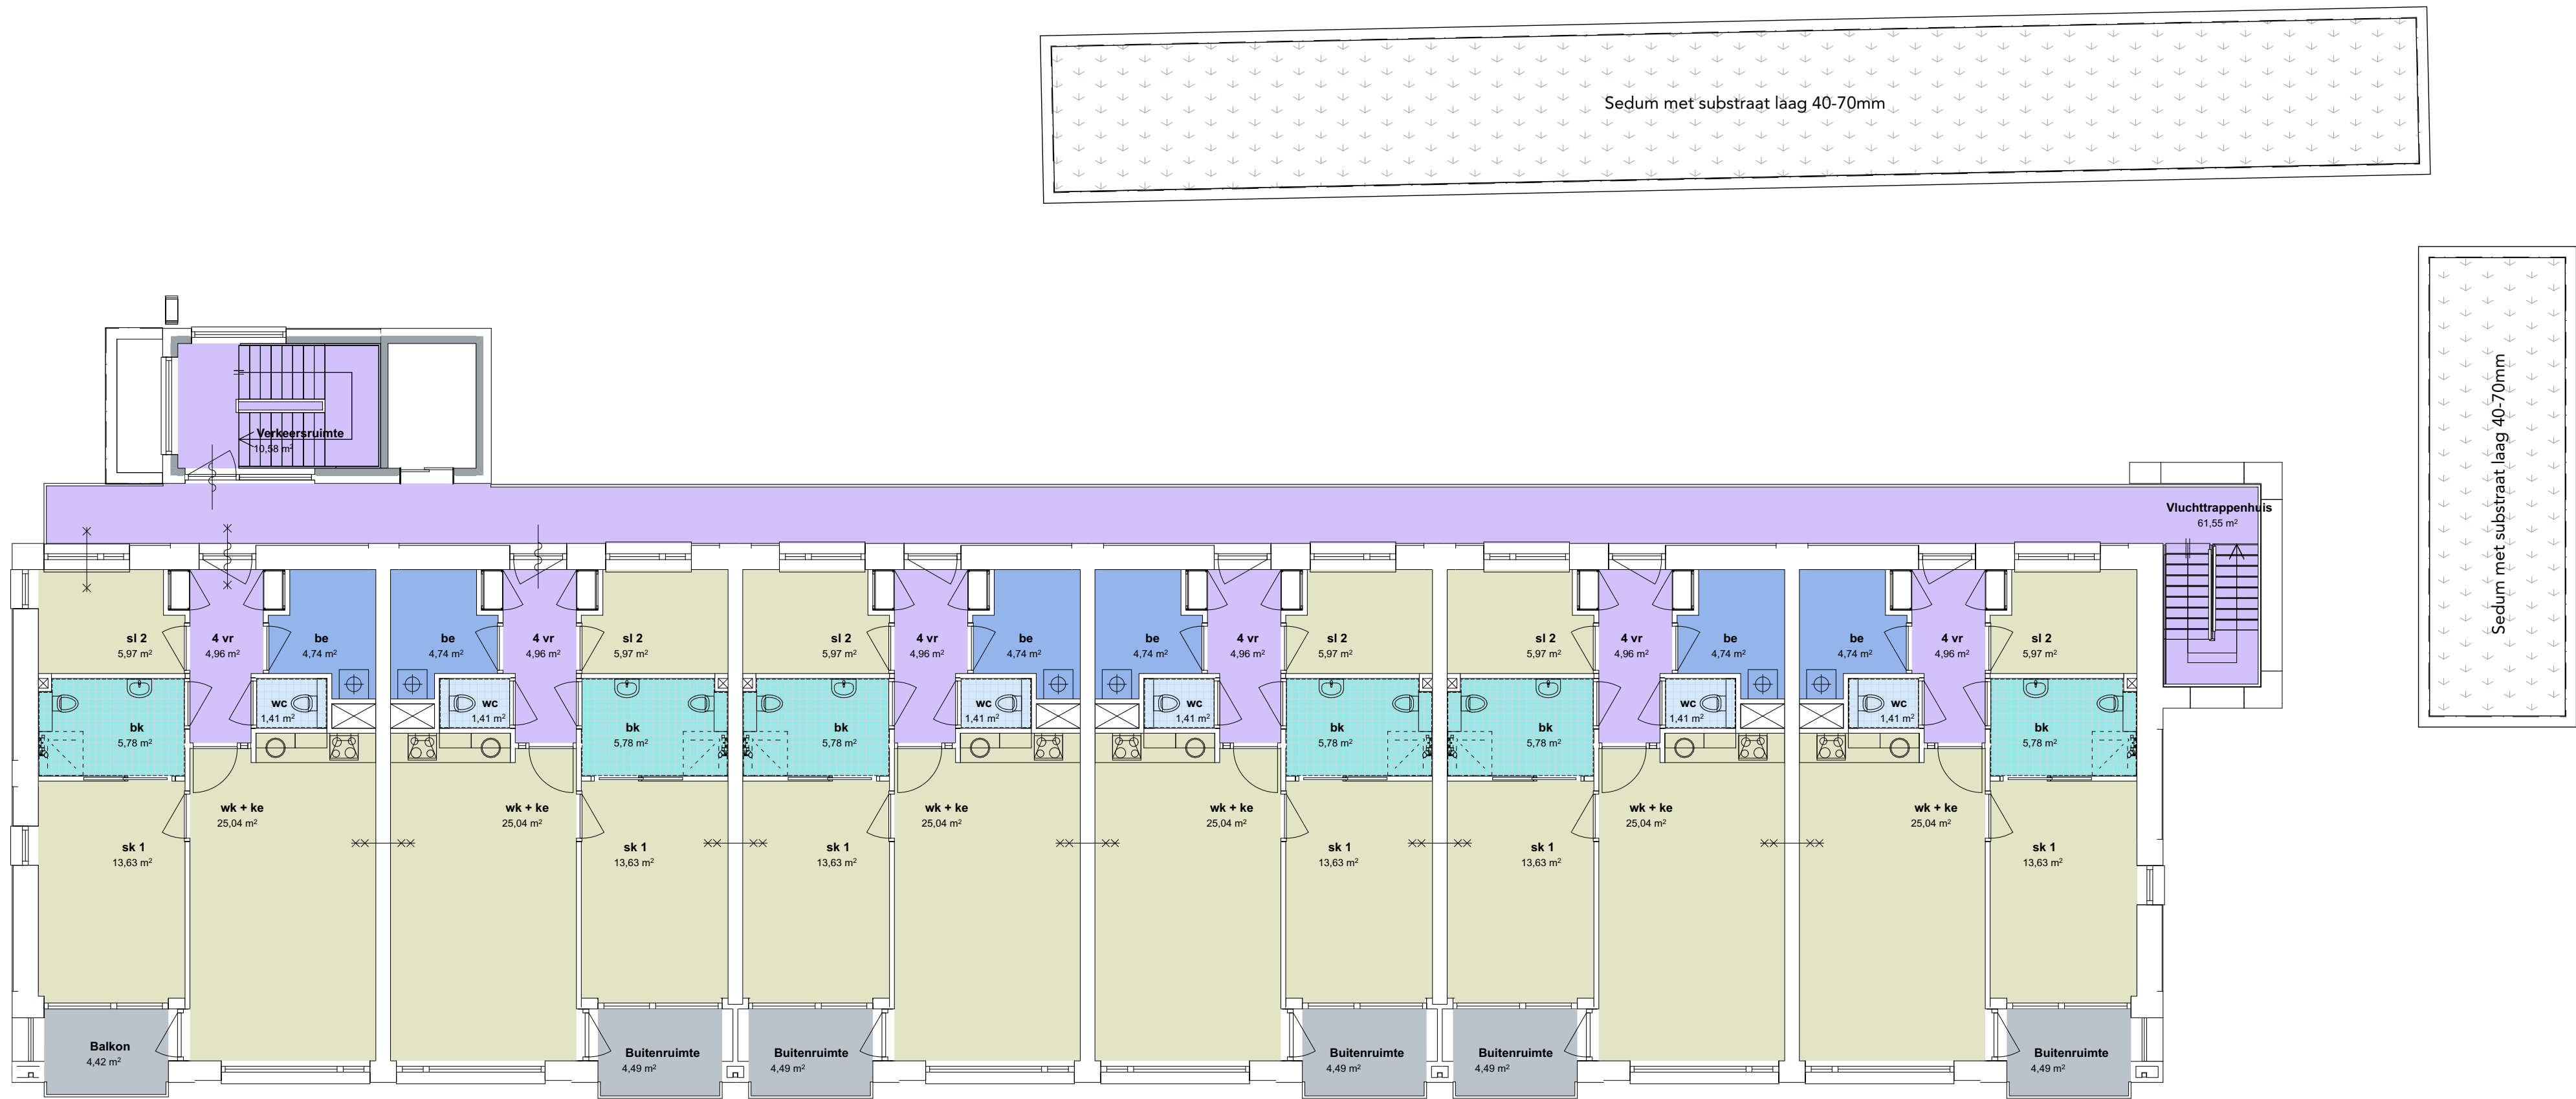 Sedum met substraat laag 40-70mm
Sedum met substraat laag 40-70mm
Verkeersruimte
10,58 m²
Vluchttrappenhuis
61,55 m²
sl 2
5,97 m²
4 vr
4,96 m²
be
4,74 m²
be
4,74 m²
4 vr
4,96 m²
sl 2
5,97 m²
sl 2
5,97 m²
4 vr
4,96 m²
be
4,74 m²
be
4,74 m²
4 vr
4,96 m²
sl 2
5,97 m²
sl 2
5,97 m²
4 vr
4,96 m²
be
4,74 m²
be
4,74 m²
4 vr
4,96 m²
sl 2
5,97 m²
bk
5,78 m²
wc
1,41 m²
wc
1,41 m²
bk
5,78 m²
bk
5,78 m²
wc
1,41 m²
wc
1,41 m²
bk
5,78 m²
bk
5,78 m²
wc
1,41 m²
wc
1,41 m²
bk
5,78 m²
sk 1
13,63 m²
wk + ke
25,04 m²
wk + ke
25,04 m²
sk 1
13,63 m²
sk 1
13,63 m²
wk + ke
25,04 m²
wk + ke
25,04 m²
sk 1
13,63 m²
sk 1
13,63 m²
wk + ke
25,04 m²
wk + ke
25,04 m²
sk 1
13,63 m²
Balkon
4,42 m²
Buitenruimte
4,49 m²
Buitenruimte
4,49 m²
Buitenruimte
4,49 m²
Buitenruimte
4,49 m²
Buitenruimte
4,49 m²